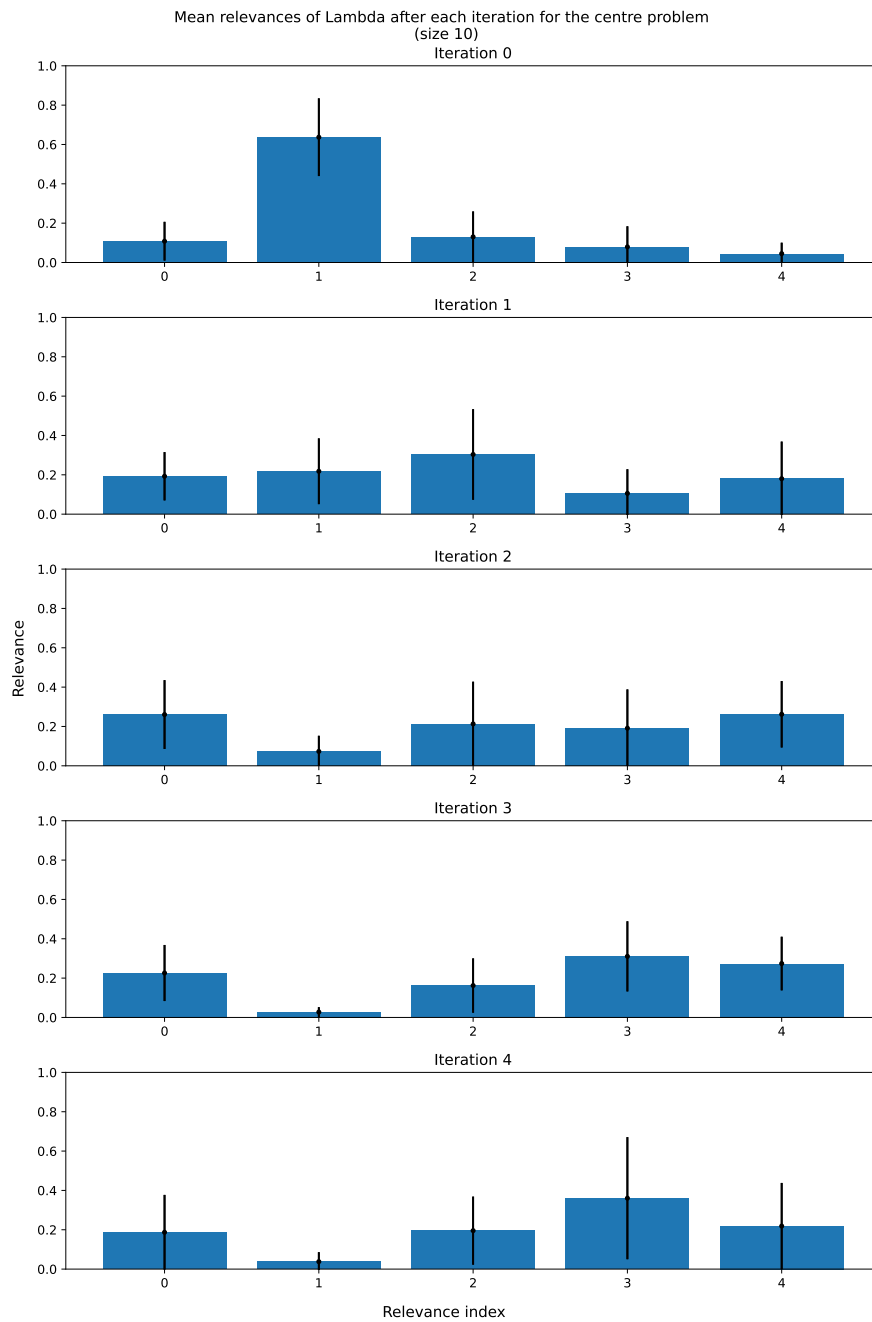 Mean relevances of Lambda after each iteration for the centre problem
(size 10)
Iteration 0
1.0
0.8
0.6
0.4
0.2
0.0
0 1 2 3 4
Iteration 1
1.0
0.8
0.6
0.4
0.2
0.0
0 1 2 3 4
Iteration 2
1.0
0.8
0.6
0.4
0.2
0.0
0 1 2 3 4
Relevance
Iteration 3
1.0
0.8
0.6
0.4
0.2
0.0
0 1 2 3 4
Iteration 4
1.0
0.8
0.6
0.4
0.2
0.0
0 1 2 3 4
Relevance index